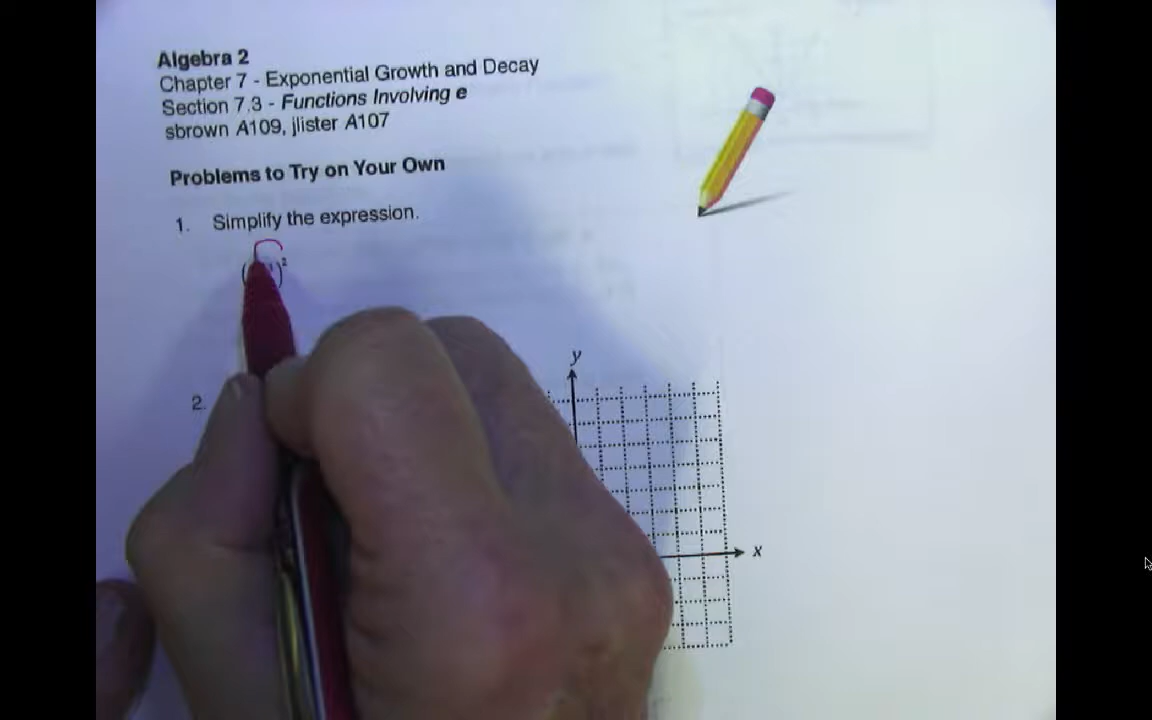 Algebra 2
Chapter 7 - Exponential Growth and Decay
Section 7.3 - Functions Involving e
sbrown A109, jlister A107
Problems to Try on Your Own
1. Simplify the expression.
( )²
2.
y
x